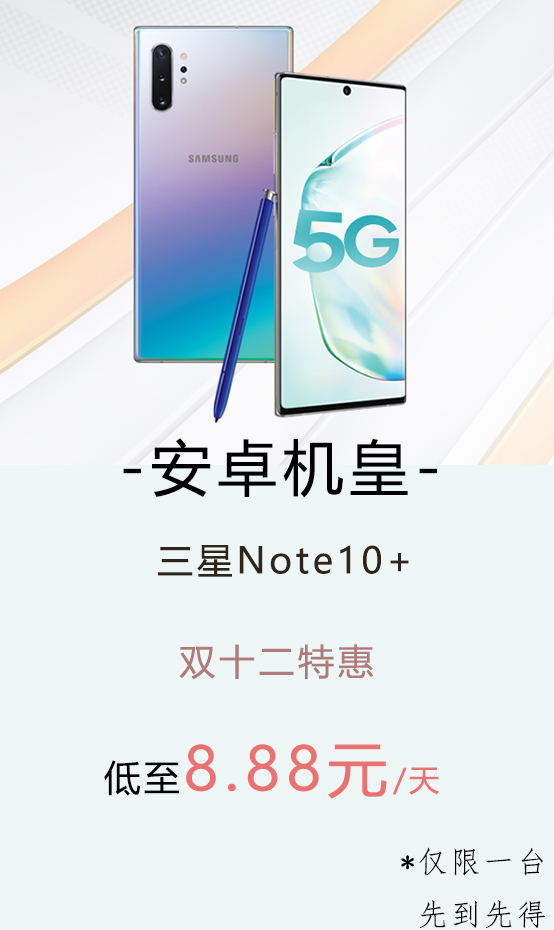 SAMSUNG
5G
-安卓机皇-
三星Note10+
双十二特惠
低至8.88元/天
*仅限一台
先到先得